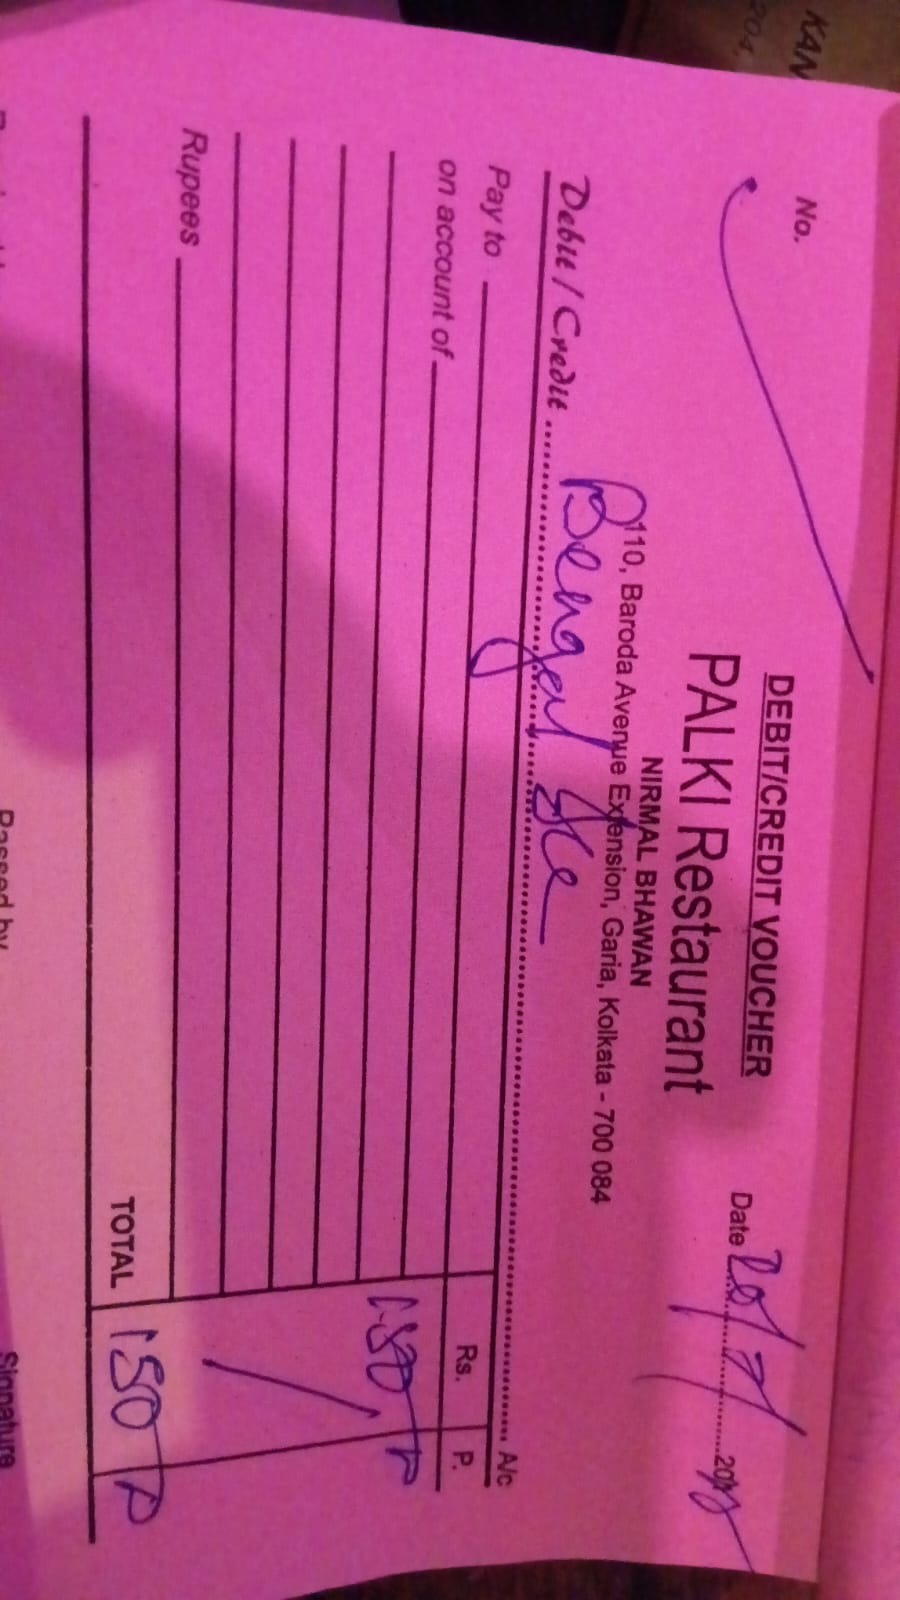 KAN
204
No.
DEBIT/CREDIT VOUCHER
PALKI Restaurant
NIRMAL BHAWAN
110, Baroda Avenue Extension, Garia, Kolkata - 700 084
Date 20/7/ 20
Debit / Credit Bengal Ice A/c
Pay to Rs. P.
on account of
150
Rupees
TOTAL 150
Passed by Signature